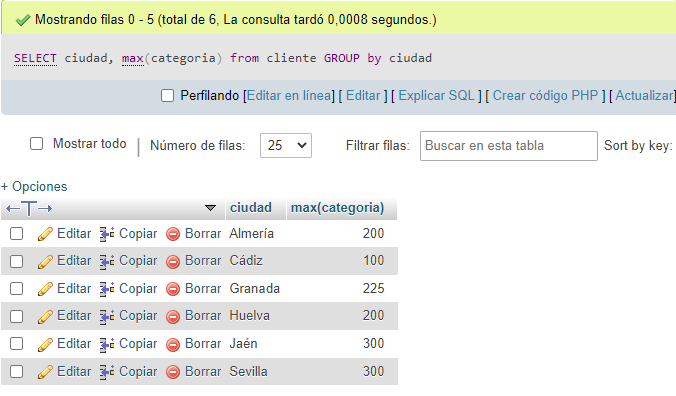 Mostrando filas 0 - 5 (total de 6, La consulta tardó 0,0008 segundos.)
SELECT ciudad, max(categoria) from cliente GROUP by ciudad
Perfilando [Editar en línea] [ Editar ] [ Explicar SQL ] [ Crear código PHP ] [ Actualizar]
Mostrar todo | Número de filas: 25 Filtrar filas: Buscar en esta tabla Sort by key:
+ Opciones
←T→ ciudad max(categoria)
Editar Copiar Borrar Almería 200
Editar Copiar Borrar Cádiz 100
Editar Copiar Borrar Granada 225
Editar Copiar Borrar Huelva 200
Editar Copiar Borrar Jaén 300
Editar Copiar Borrar Sevilla 300